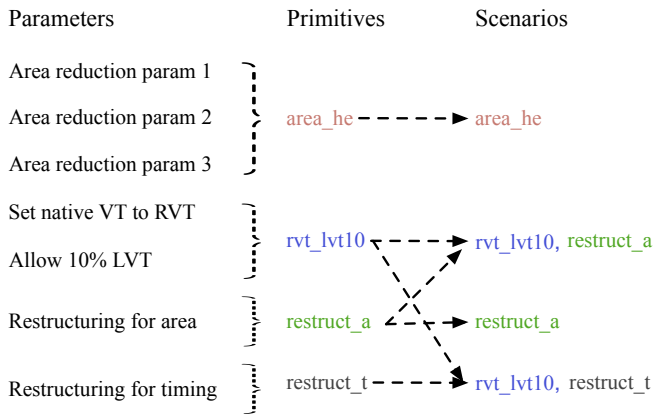 Parameters Primitives Scenarios
Area reduction param 1
Area reduction param 2 area_he area_he
Area reduction param 3
Set native VT to RVT
rvt_lvt10 rvt_lvt10, restruct_a
Allow 10% LVT
Restructuring for area restruct_a restruct_a
Restructuring for timing restruct_t rvt_lvt10, restruct_t